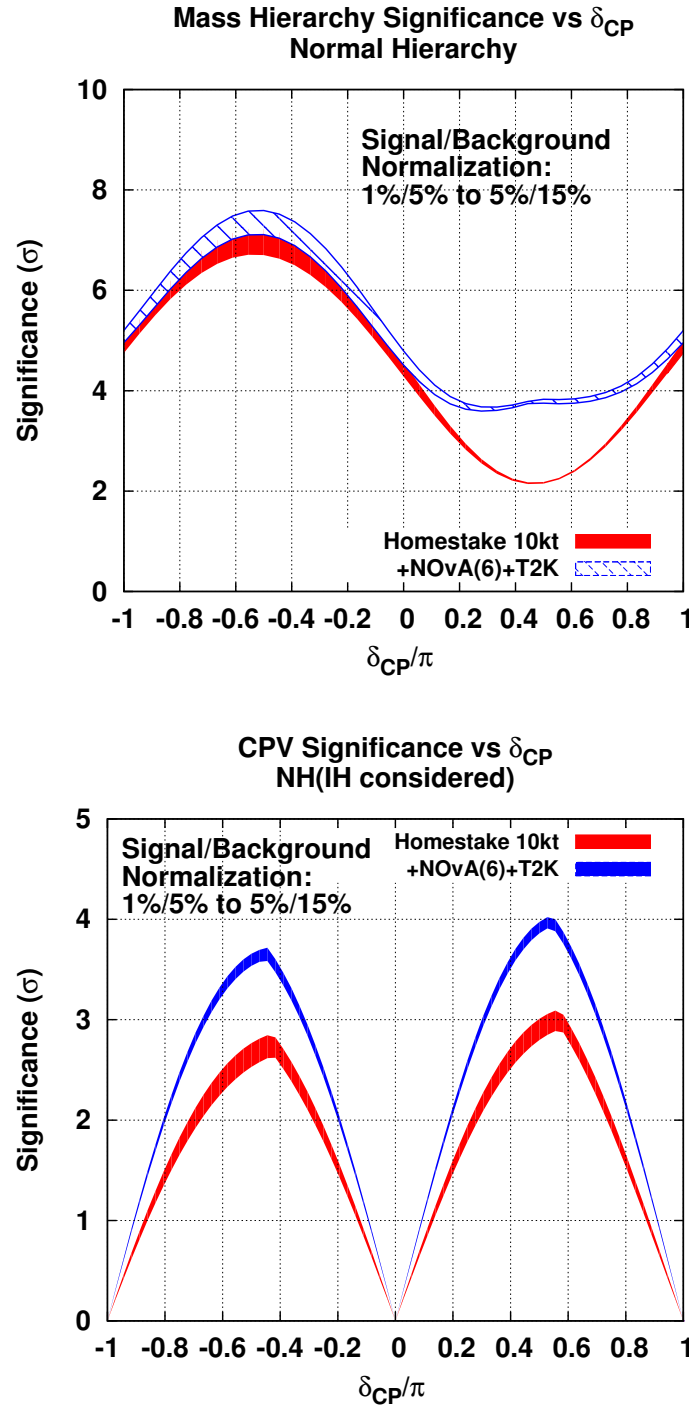 Mass Hierarchy Significance vs δCP
Normal Hierarchy
Signal/Background
Normalization:
1%/5% to 5%/15%
Significance (σ)
10
8
6
4
2
0
Homestake 10kt
+NOvA(6)+T2K
-1 -0.8 -0.6 -0.4 -0.2 0 0.2 0.4 0.6 0.8 1
δCP/π
CPV Significance vs δCP
NH(IH considered)
Signal/Background
Normalization:
1%/5% to 5%/15%
Homestake 10kt
+NOvA(6)+T2K
Significance (σ)
5
4
3
2
1
0
-1 -0.8 -0.6 -0.4 -0.2 0 0.2 0.4 0.6 0.8 1
δCP/π